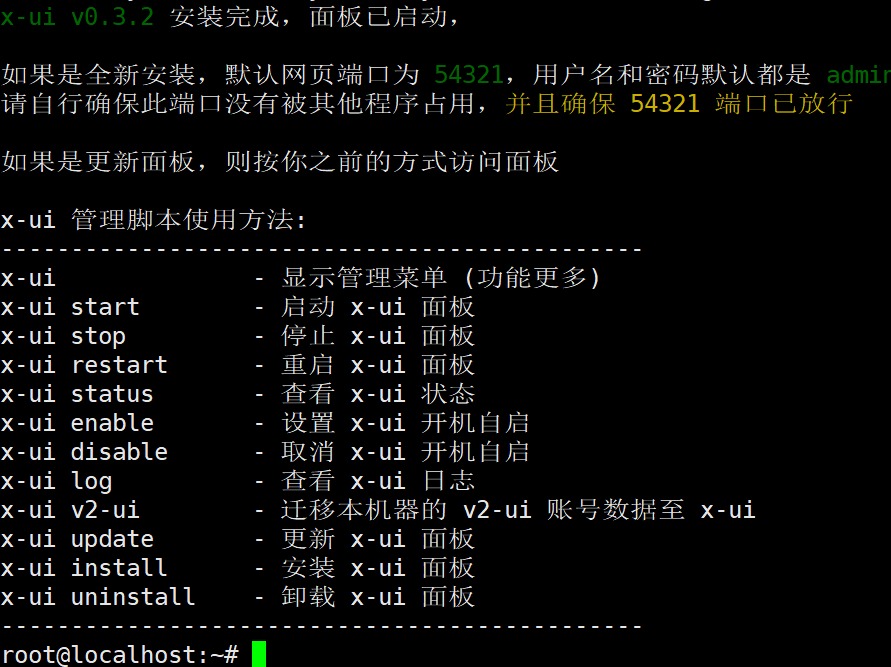 x-ui v0.3.2 安装完成，面板已启动，
如果是全新安装，默认网页端口为 54321，用户名和密码默认都是 admin
请自行确保此端口没有被其他程序占用，并且确保 54321 端口已放行
如果是更新面板，则按你之前的方式访问面板
x-ui 管理脚本使用方法:
----------------------------------------------
x-ui              - 显示管理菜单 (功能更多)
x-ui start        - 启动 x-ui 面板
x-ui stop         - 停止 x-ui 面板
x-ui restart      - 重启 x-ui 面板
x-ui status       - 查看 x-ui 状态
x-ui enable       - 设置 x-ui 开机自启
x-ui disable      - 取消 x-ui 开机自启
x-ui log          - 查看 x-ui 日志
x-ui v2-ui        - 迁移本机器的 v2-ui 账号数据至 x-ui
x-ui update       - 更新 x-ui 面板
x-ui install      - 安装 x-ui 面板
x-ui uninstall    - 卸载 x-ui 面板
----------------------------------------------
root@localhost:~#